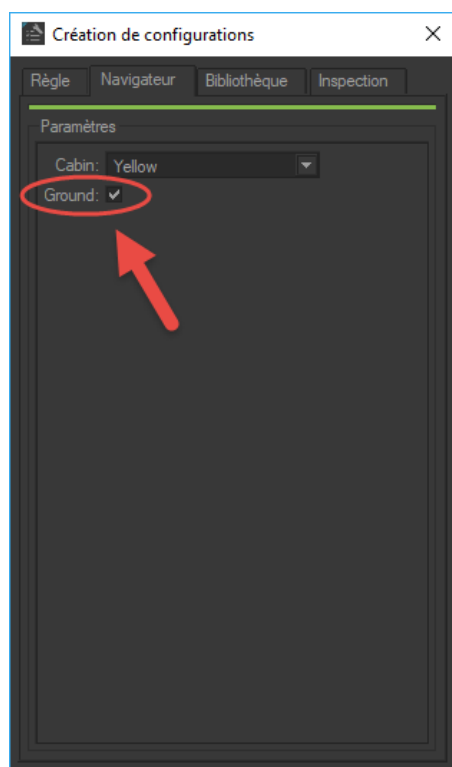 Création de configurations
Règle Navigateur Bibliothèque Inspection
Paramètres
Cabin: Yellow
Ground: